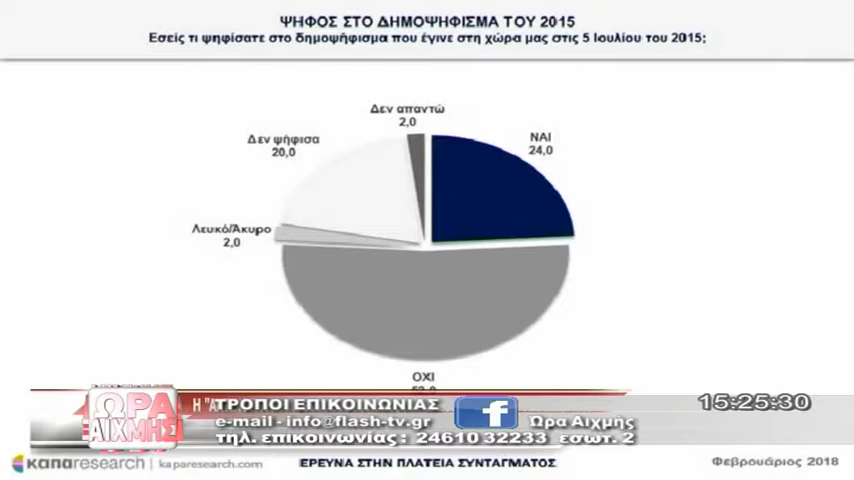 ΨΗΦΟΣ ΣΤΟ ΔΗΜΟΨΗΦΙΣΜΑ ΤΟΥ 2015
Εσείς τι ψηφίσατε στο δημοψήφισμα που έγινε στη χώρα μας στις 5 Ιουλίου του 2015;
Δεν απαντώ
2,0
Δεν ψήφισα
20,0
ΝΑΙ
24,0
Λευκό/Άκυρο
2,0
ΟΧΙ
ΩΡΑ ΑΙΧΜΗΣ
ΤΡΟΠΟΙ ΕΠΙΚΟΙΝΩΝΙΑΣ
e-mail - info@flash-tv.gr
f Ώρα Αιχμής
τηλ. επικοινωνίας : 24610 32233 εσωτ. 2
15:25:30
καπαresearch | kaparesearch.com
ΕΡΕΥΝΑ ΣΤΗΝ ΠΛΑΤΕΙΑ ΣΥΝΤΑΓΜΑΤΟΣ
Φεβρουάριος 2018